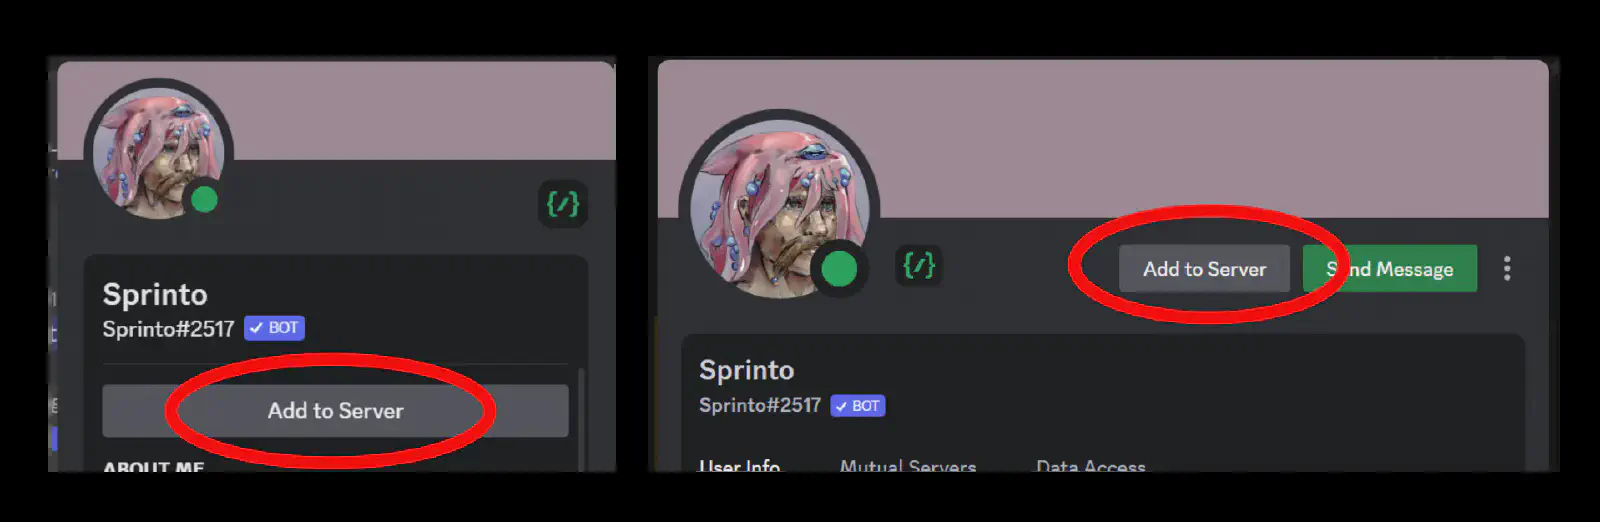 {/}
Sprinto
Sprinto#2517 BOT
Add to Server
ABOUT ME
{/}
Add to Server
Send Message
Sprinto
Sprinto#2517 BOT
User Info Mutual Servers Data Access